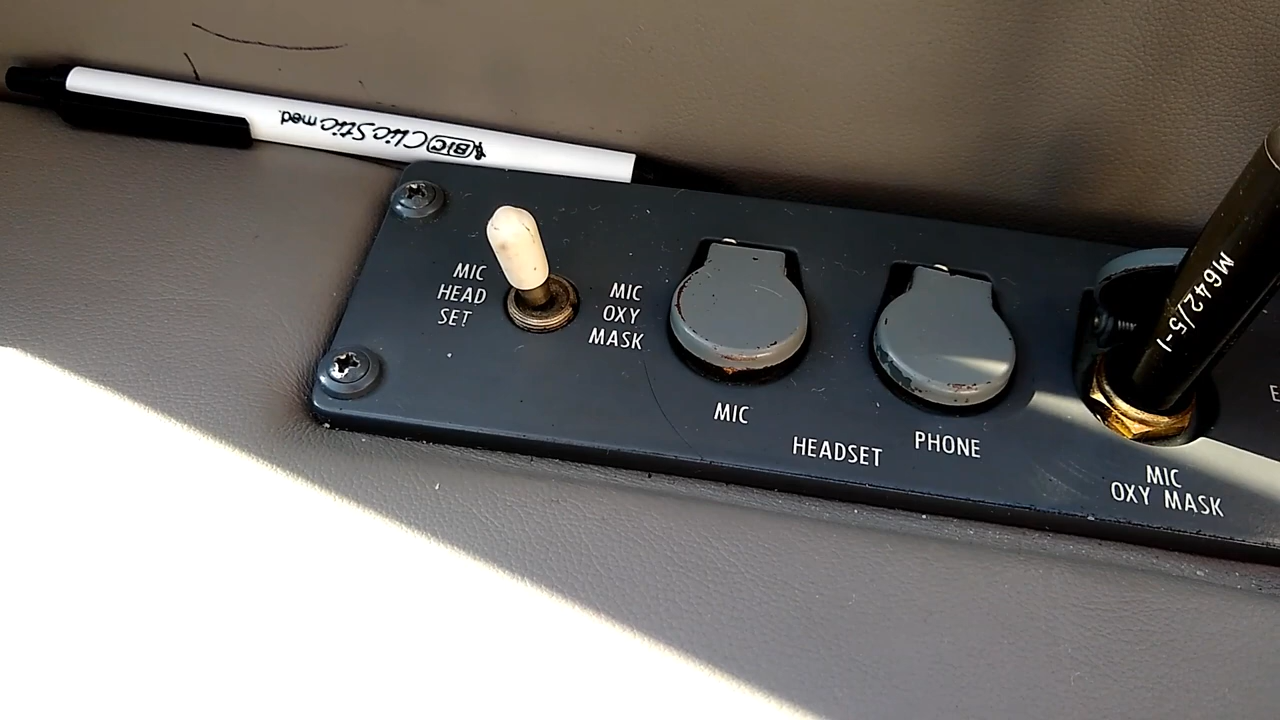 BIC Clic Stic med.
MIC
HEAD
SET
MIC
OXY
MASK
MIC
HEADSET
PHONE
M642/5-1
MIC
OXY MASK